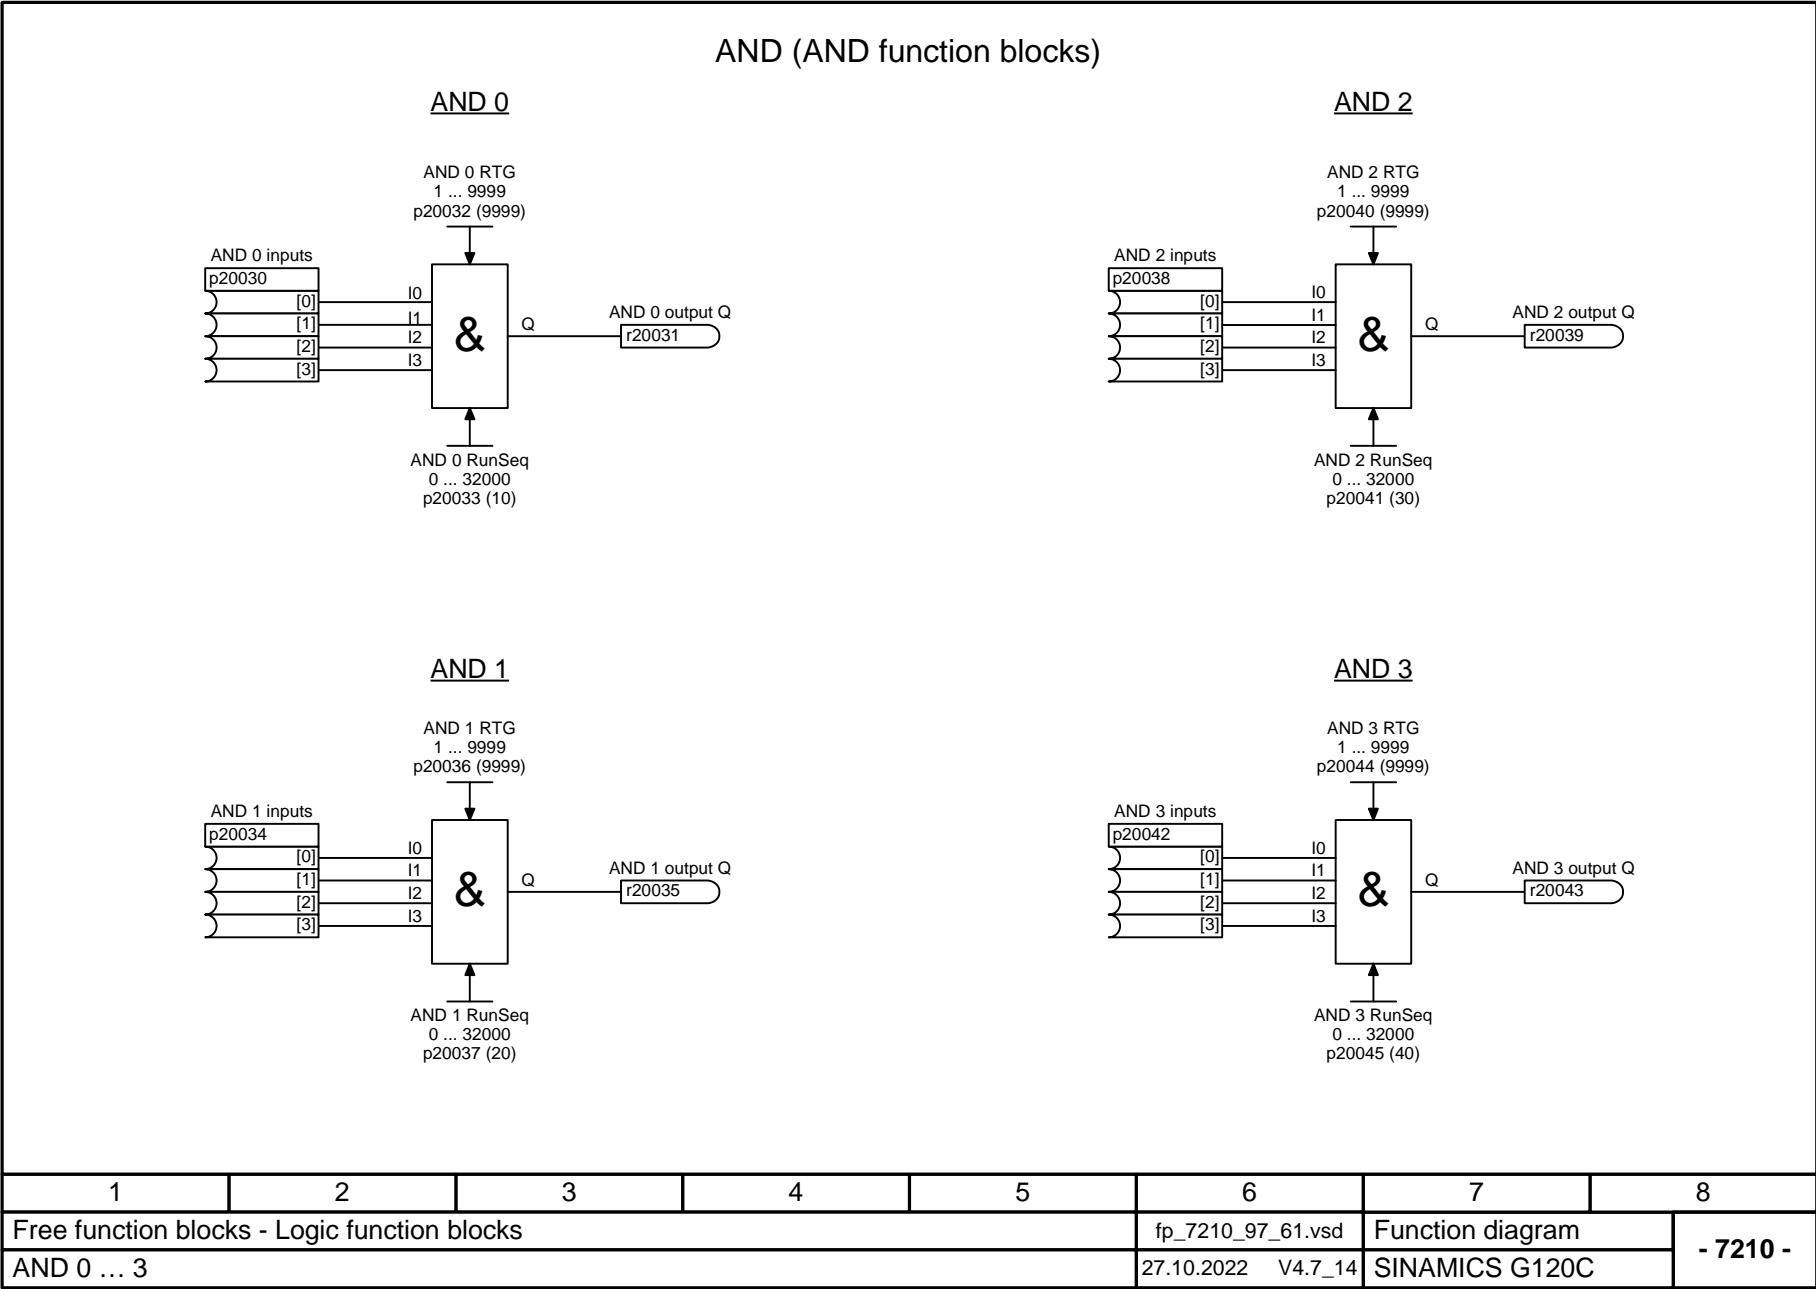 AND (AND function blocks)
AND 0
AND 0 RTG
1 ... 9999
p20032 (9999)
AND 0 inputs
p20030
[0]
[1]
[2]
[3]
I0
I1
I2
I3
&
Q
AND 0 output Q
r20031
AND 0 RunSeq
0 ... 32000
p20033 (10)
AND 2
AND 2 RTG
1 ... 9999
p20040 (9999)
AND 2 inputs
p20038
[0]
[1]
[2]
[3]
I0
I1
I2
I3
&
Q
AND 2 output Q
r20039
AND 2 RunSeq
0 ... 32000
p20041 (30)
AND 1
AND 1 RTG
1 ... 9999
p20036 (9999)
AND 1 inputs
p20034
[0]
[1]
[2]
[3]
I0
I1
I2
I3
&
Q
AND 1 output Q
r20035
AND 1 RunSeq
0 ... 32000
p20037 (20)
AND 3
AND 3 RTG
1 ... 9999
p20044 (9999)
AND 3 inputs
p20042
[0]
[1]
[2]
[3]
I0
I1
I2
I3
&
Q
AND 3 output Q
r20043
AND 3 RunSeq
0 ... 32000
p20045 (40)
1 2 3 4 5 6 7 8
Free function blocks - Logic function blocks
fp_7210_97_61.vsd
Function diagram
- 7210 -
AND 0 … 3
27.10.2022 V4.7_14
SINAMICS G120C